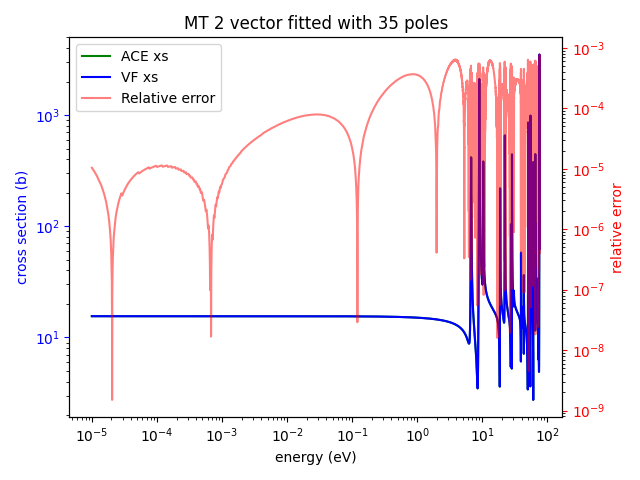 MT 2 vector fitted with 35 poles
ACE xs
VF xs
Relative error
cross section (b)
10³
10²
10¹
10⁻³
10⁻⁴
10⁻⁵
10⁻⁶
10⁻⁷
10⁻⁸
10⁻⁹
relative error
10⁻⁵ 10⁻⁴ 10⁻³ 10⁻² 10⁻¹ 10⁰ 10¹ 10²
energy (eV)